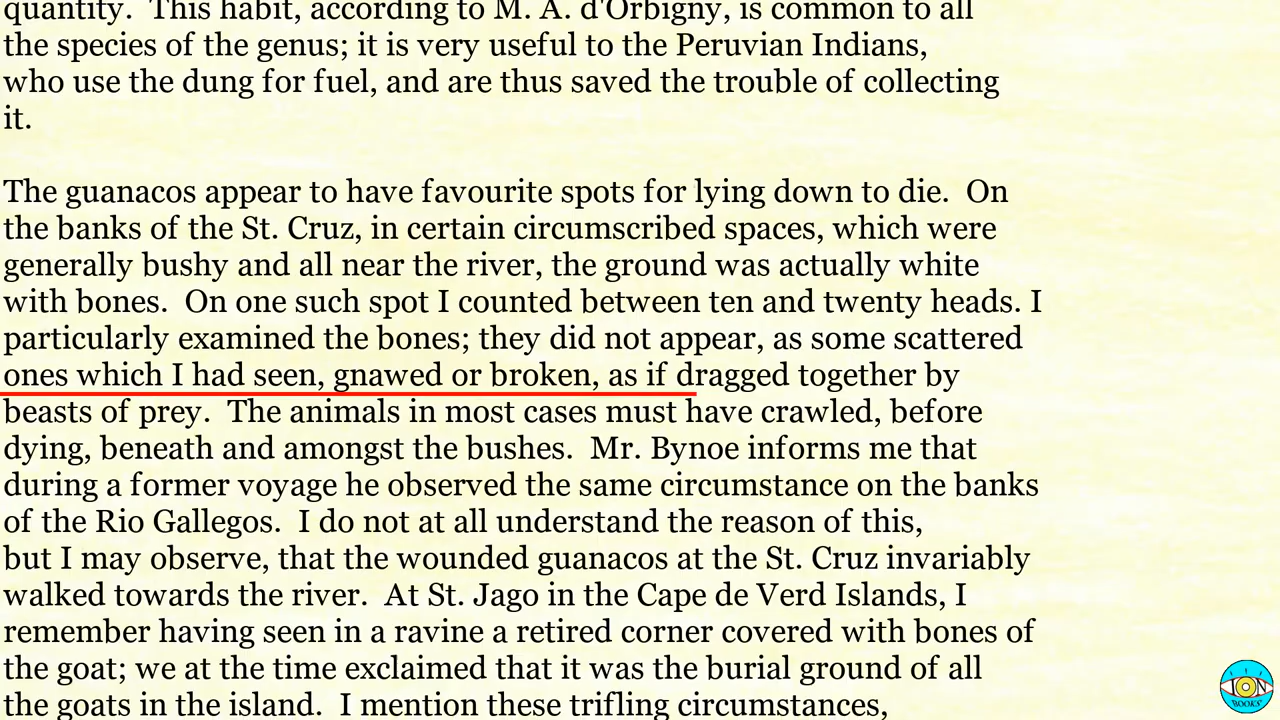 quantity.  This habit, according to M. A. d'Orbigny, is common to all
the species of the genus; it is very useful to the Peruvian Indians,
who use the dung for fuel, and are thus saved the trouble of collecting
it.
The guanacos appear to have favourite spots for lying down to die.  On
the banks of the St. Cruz, in certain circumscribed spaces, which were
generally bushy and all near the river, the ground was actually white
with bones.  On one such spot I counted between ten and twenty heads. I
particularly examined the bones; they did not appear, as some scattered
ones which I had seen, gnawed or broken, as if dragged together by
beasts of prey.  The animals in most cases must have crawled, before
dying, beneath and amongst the bushes.  Mr. Bynoe informs me that
during a former voyage he observed the same circumstance on the banks
of the Rio Gallegos.  I do not at all understand the reason of this,
but I may observe, that the wounded guanacos at the St. Cruz invariably
walked towards the river.  At St. Jago in the Cape de Verd Islands, I
remember having seen in a ravine a retired corner covered with bones of
the goat; we at the time exclaimed that it was the burial ground of all
the goats in the island.  I mention these trifling circumstances,
ION
BOOKS